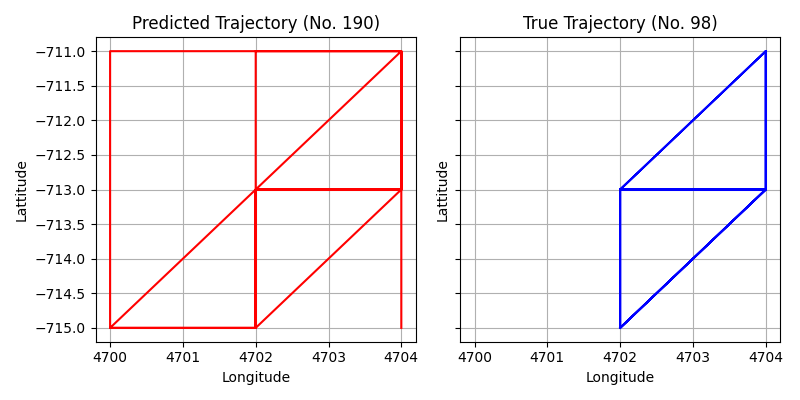 Predicted Trajectory (No. 190)
−711.0
−711.5
−712.0
−712.5
−713.0
−713.5
−714.0
−714.5
−715.0
Lattitude
4700 4701 4702 4703 4704
Longitude
True Trajectory (No. 98)
Lattitude
4700 4701 4702 4703 4704
Longitude